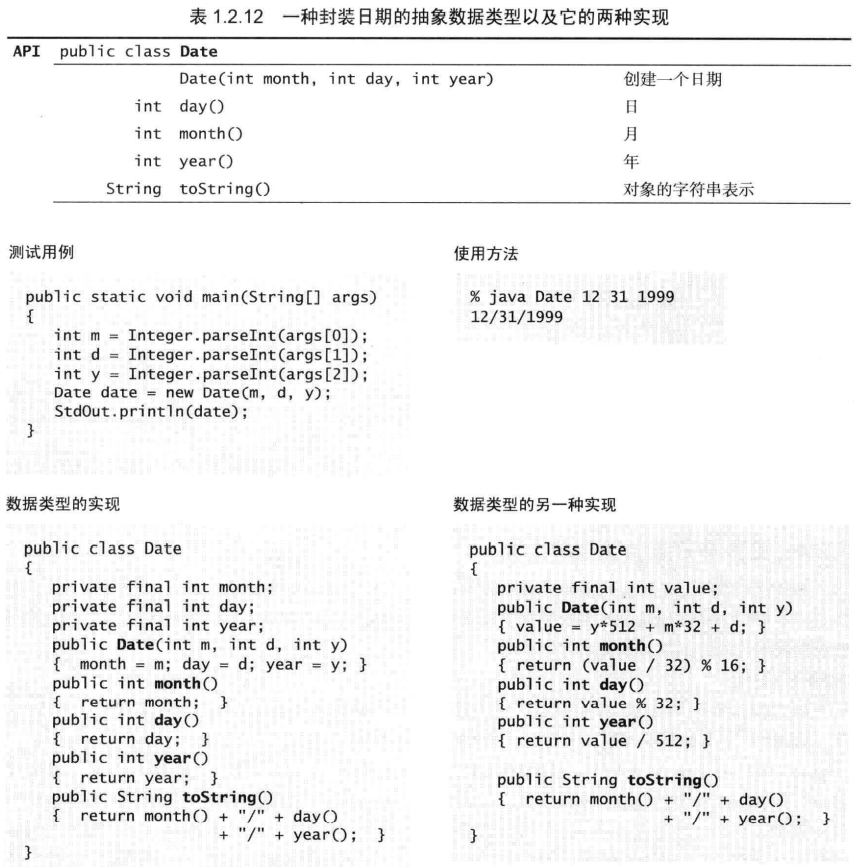 表 1.2.12 一种封装日期的抽象数据类型以及它的两种实现
API public class Date
Date(int month, int day, int year) 创建一个日期
int day() 日
int month() 月
int year() 年
String toString() 对象的字符串表示
测试用例
public static void main(String[] args)
{
int m = Integer.parseInt(args[0]);
int d = Integer.parseInt(args[1]);
int y = Integer.parseInt(args[2]);
Date date = new Date(m, d, y);
StdOut.println(date);
}
使用方法
% java Date 12 31 1999
12/31/1999
数据类型的实现
public class Date
{
private final int month;
private final int day;
private final int year;
public Date(int m, int d, int y)
{ month = m; day = d; year = y; }
public int month()
{ return month; }
public int day()
{ return day; }
public int year()
{ return year; }
public String toString()
{ return month() + "/" + day()
+ "/" + year(); }
}
数据类型的另一种实现
public class Date
{
private final int value;
public Date(int m, int d, int y)
{ value = y*512 + m*32 + d; }
public int month()
{ return (value / 32) % 16; }
public int day()
{ return value % 32; }
public int year()
{ return value / 512; }
public String toString()
{ return month() + "/" + day()
+ "/" + year(); }
}